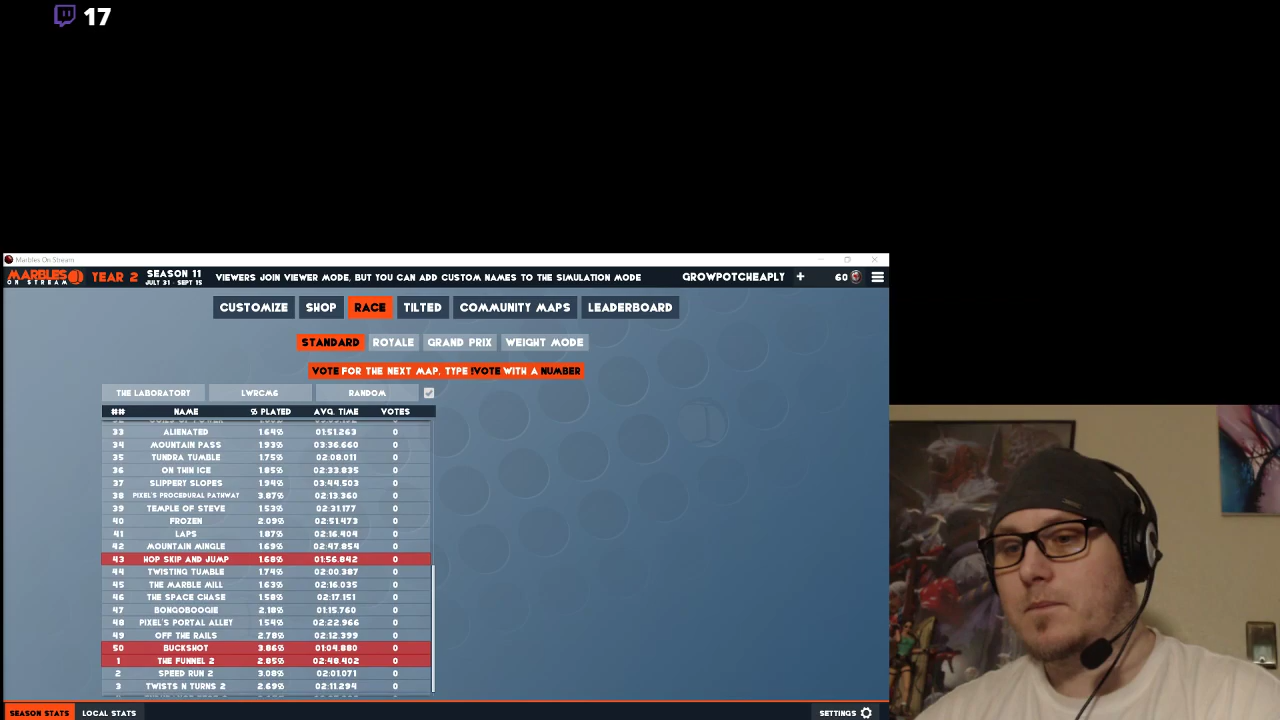 17
Marbles On Stream
MARBLES ON STREAM YEAR 2 SEASON 11 JULY 31 - SEPT 15 VIEWERS JOIN VIEWER MODE, BUT YOU CAN ADD CUSTOM NAMES TO THE SIMULATION MODE GROWPOTCHEAPLY + 60
CUSTOMIZE SHOP RACE TILTED COMMUNITY MAPS LEADERBOARD
STANDARD ROYALE GRAND PRIX WEIGHT MODE
VOTE FOR THE NEXT MAP, TYPE !VOTE WITH A NUMBER
THE LABORATORY LWRCM6 RANDOM
## NAME % PLAYED AVG. TIME VOTES
33 ALIENATED 1.64% 01:51.263 0
34 MOUNTAIN PASS 1.93% 03:36.660 0
35 TUNDRA TUMBLE 1.75% 02:08.011 0
36 ON THIN ICE 1.85% 02:33.835 0
37 SLIPPERY SLOPES 1.94% 03:44.503 0
38 PIXEL'S PROCEDURAL PATHWAY 3.87% 02:13.360 0
39 TEMPLE OF STEVE 1.53% 02:31.177 0
40 FROZEN 2.09% 02:51.473 0
41 LAPS 1.87% 02:16.404 0
42 MOUNTAIN MINGLE 1.69% 02:47.854 0
43 HOP SKIP AND JUMP 1.68% 01:56.842 0
44 TWISTING TUMBLE 1.74% 02:00.387 0
45 THE MARBLE MILL 1.63% 02:16.035 0
46 THE SPACE CHASE 1.58% 02:17.151 0
47 BONGOBOOGIE 2.18% 01:15.760 0
48 PIXEL'S PORTAL ALLEY 1.54% 02:22.966 0
49 OFF THE RAILS 2.78% 02:12.399 0
50 BUCKSHOT 3.86% 01:04.880 0
1 THE FUNNEL 2 2.85% 02:48.402 0
2 SPEED RUN 2 3.08% 02:01.071 0
3 TWISTS N TURNS 2 2.69% 02:11.294 0
SEASON STATS LOCAL STATS SETTINGS